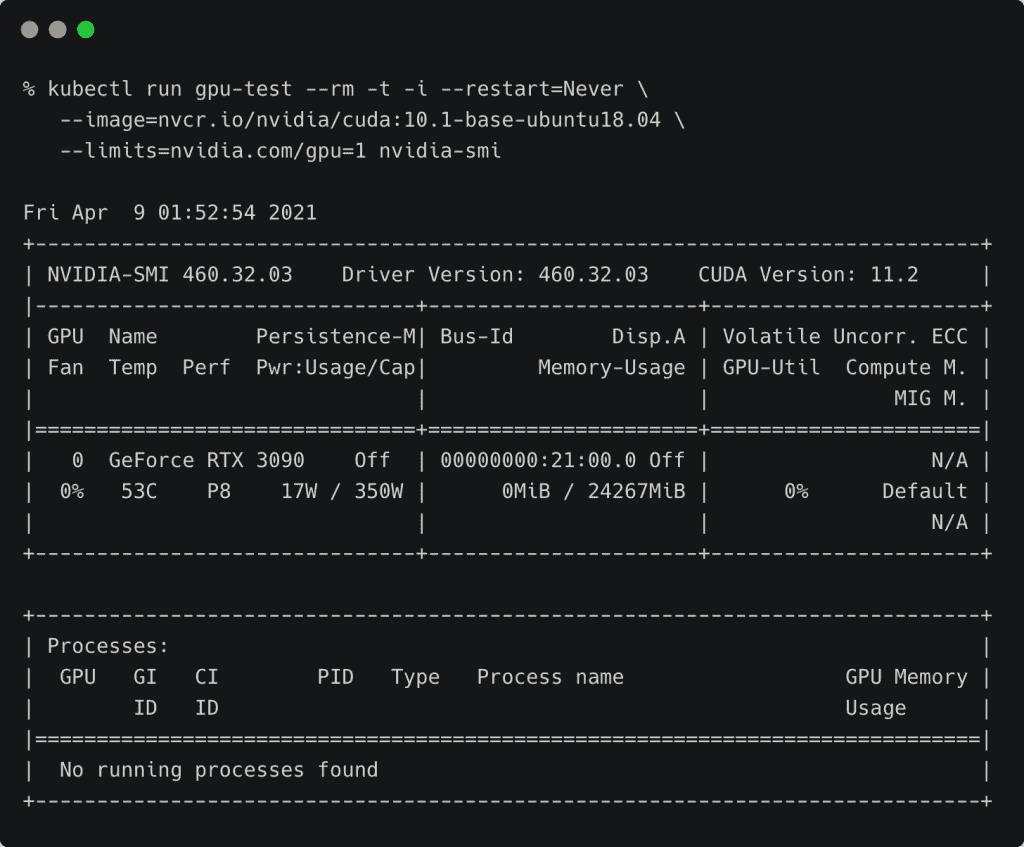 % kubectl run gpu-test --rm -t -i --restart=Never \
   --image=nvcr.io/nvidia/cuda:10.1-base-ubuntu18.04 \
   --limits=nvidia.com/gpu=1 nvidia-smi

Fri Apr  9 01:52:54 2021
+-----------------------------------------------------------------------------+
| NVIDIA-SMI 460.32.03    Driver Version: 460.32.03    CUDA Version: 11.2     |
|-------------------------------+----------------------+----------------------+
| GPU  Name        Persistence-M| Bus-Id        Disp.A | Volatile Uncorr. ECC |
| Fan  Temp  Perf  Pwr:Usage/Cap|         Memory-Usage | GPU-Util  Compute M. |
|                               |                      |               MIG M. |
|===============================+======================+======================|
|   0  GeForce RTX 3090    Off  | 00000000:21:00.0 Off |                  N/A |
|  0%   53C    P8    17W / 350W |      0MiB / 24267MiB |      0%      Default |
|                               |                      |                  N/A |
+-------------------------------+----------------------+----------------------+

+-----------------------------------------------------------------------------+
| Processes:                                                                  |
|  GPU   GI   CI        PID   Type   Process name                  GPU Memory |
|        ID   ID                                                   Usage      |
|=============================================================================|
|  No running processes found                                                 |
+-----------------------------------------------------------------------------+